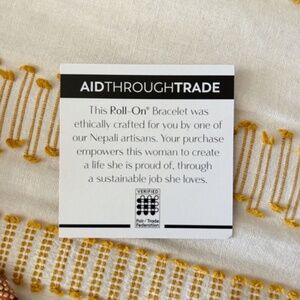 AIDTHROUGHTRADE
This Roll-On® Bracelet was
ethically crafted for you by one of
our Nepali artisans. Your purchase
empowers this woman to create
a life she is proud of, through
a sustainable job she loves.
VERIFIED
Fair Trade
Federation